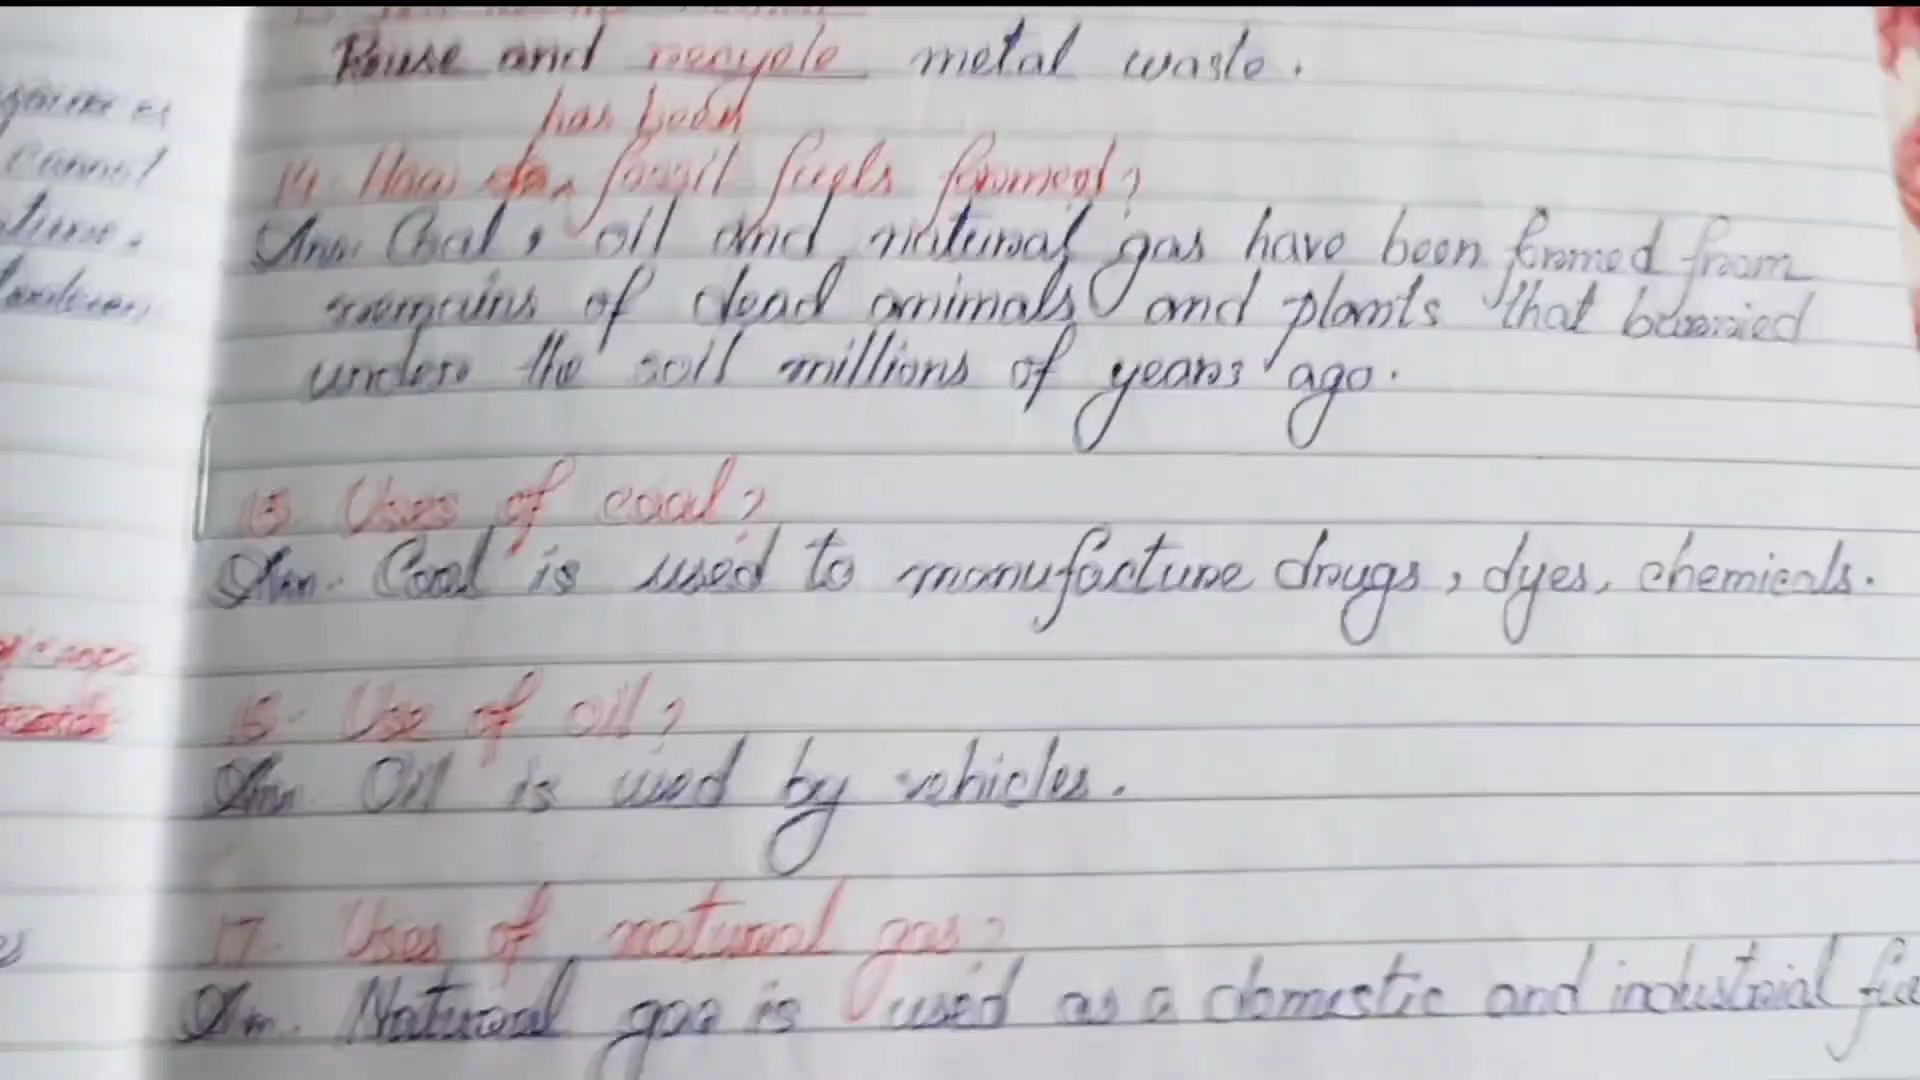 Reuse and recycle metal waste.
has been
14. How do fossil fuels formed?
Ans. Coal, oil and natural gas have been formed from
remains of dead animals and plants that burried
under the soil millions of years ago.
15. Uses of coal?
Ans. Coal is used to manufacture drugs, dyes, chemicals.
16. Use of oil?
Ans. Oil is used by vehicles.
17. Uses of natural gas?
Ans. Natural gas is used as a domestic and industrial
cannot